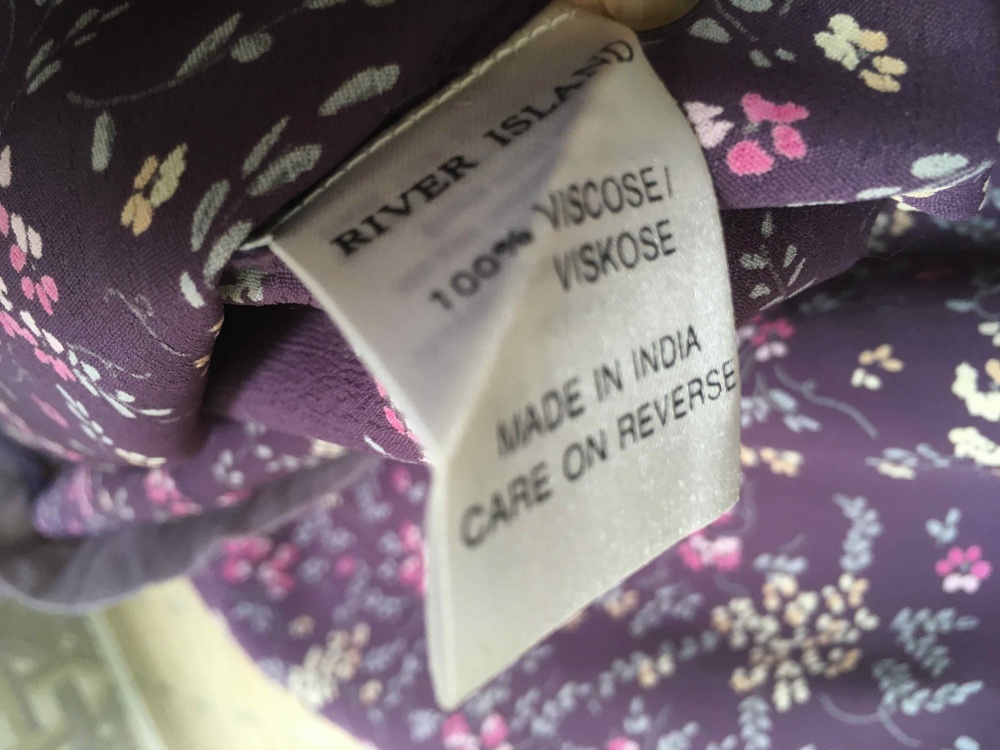 RIVER ISLAND
100% VISCOSE/
VISKOSE
MADE IN INDIA
CARE ON REVERSE